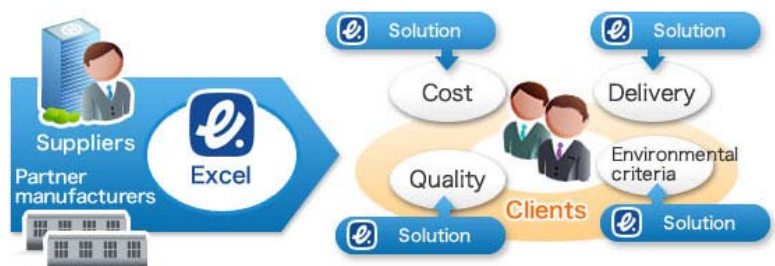 Suppliers
Partner
manufacturers
e.
Excel
e. Solution
Cost
e. Solution
Delivery
Quality
Environmental
criteria
Clients
e. Solution
e. Solution